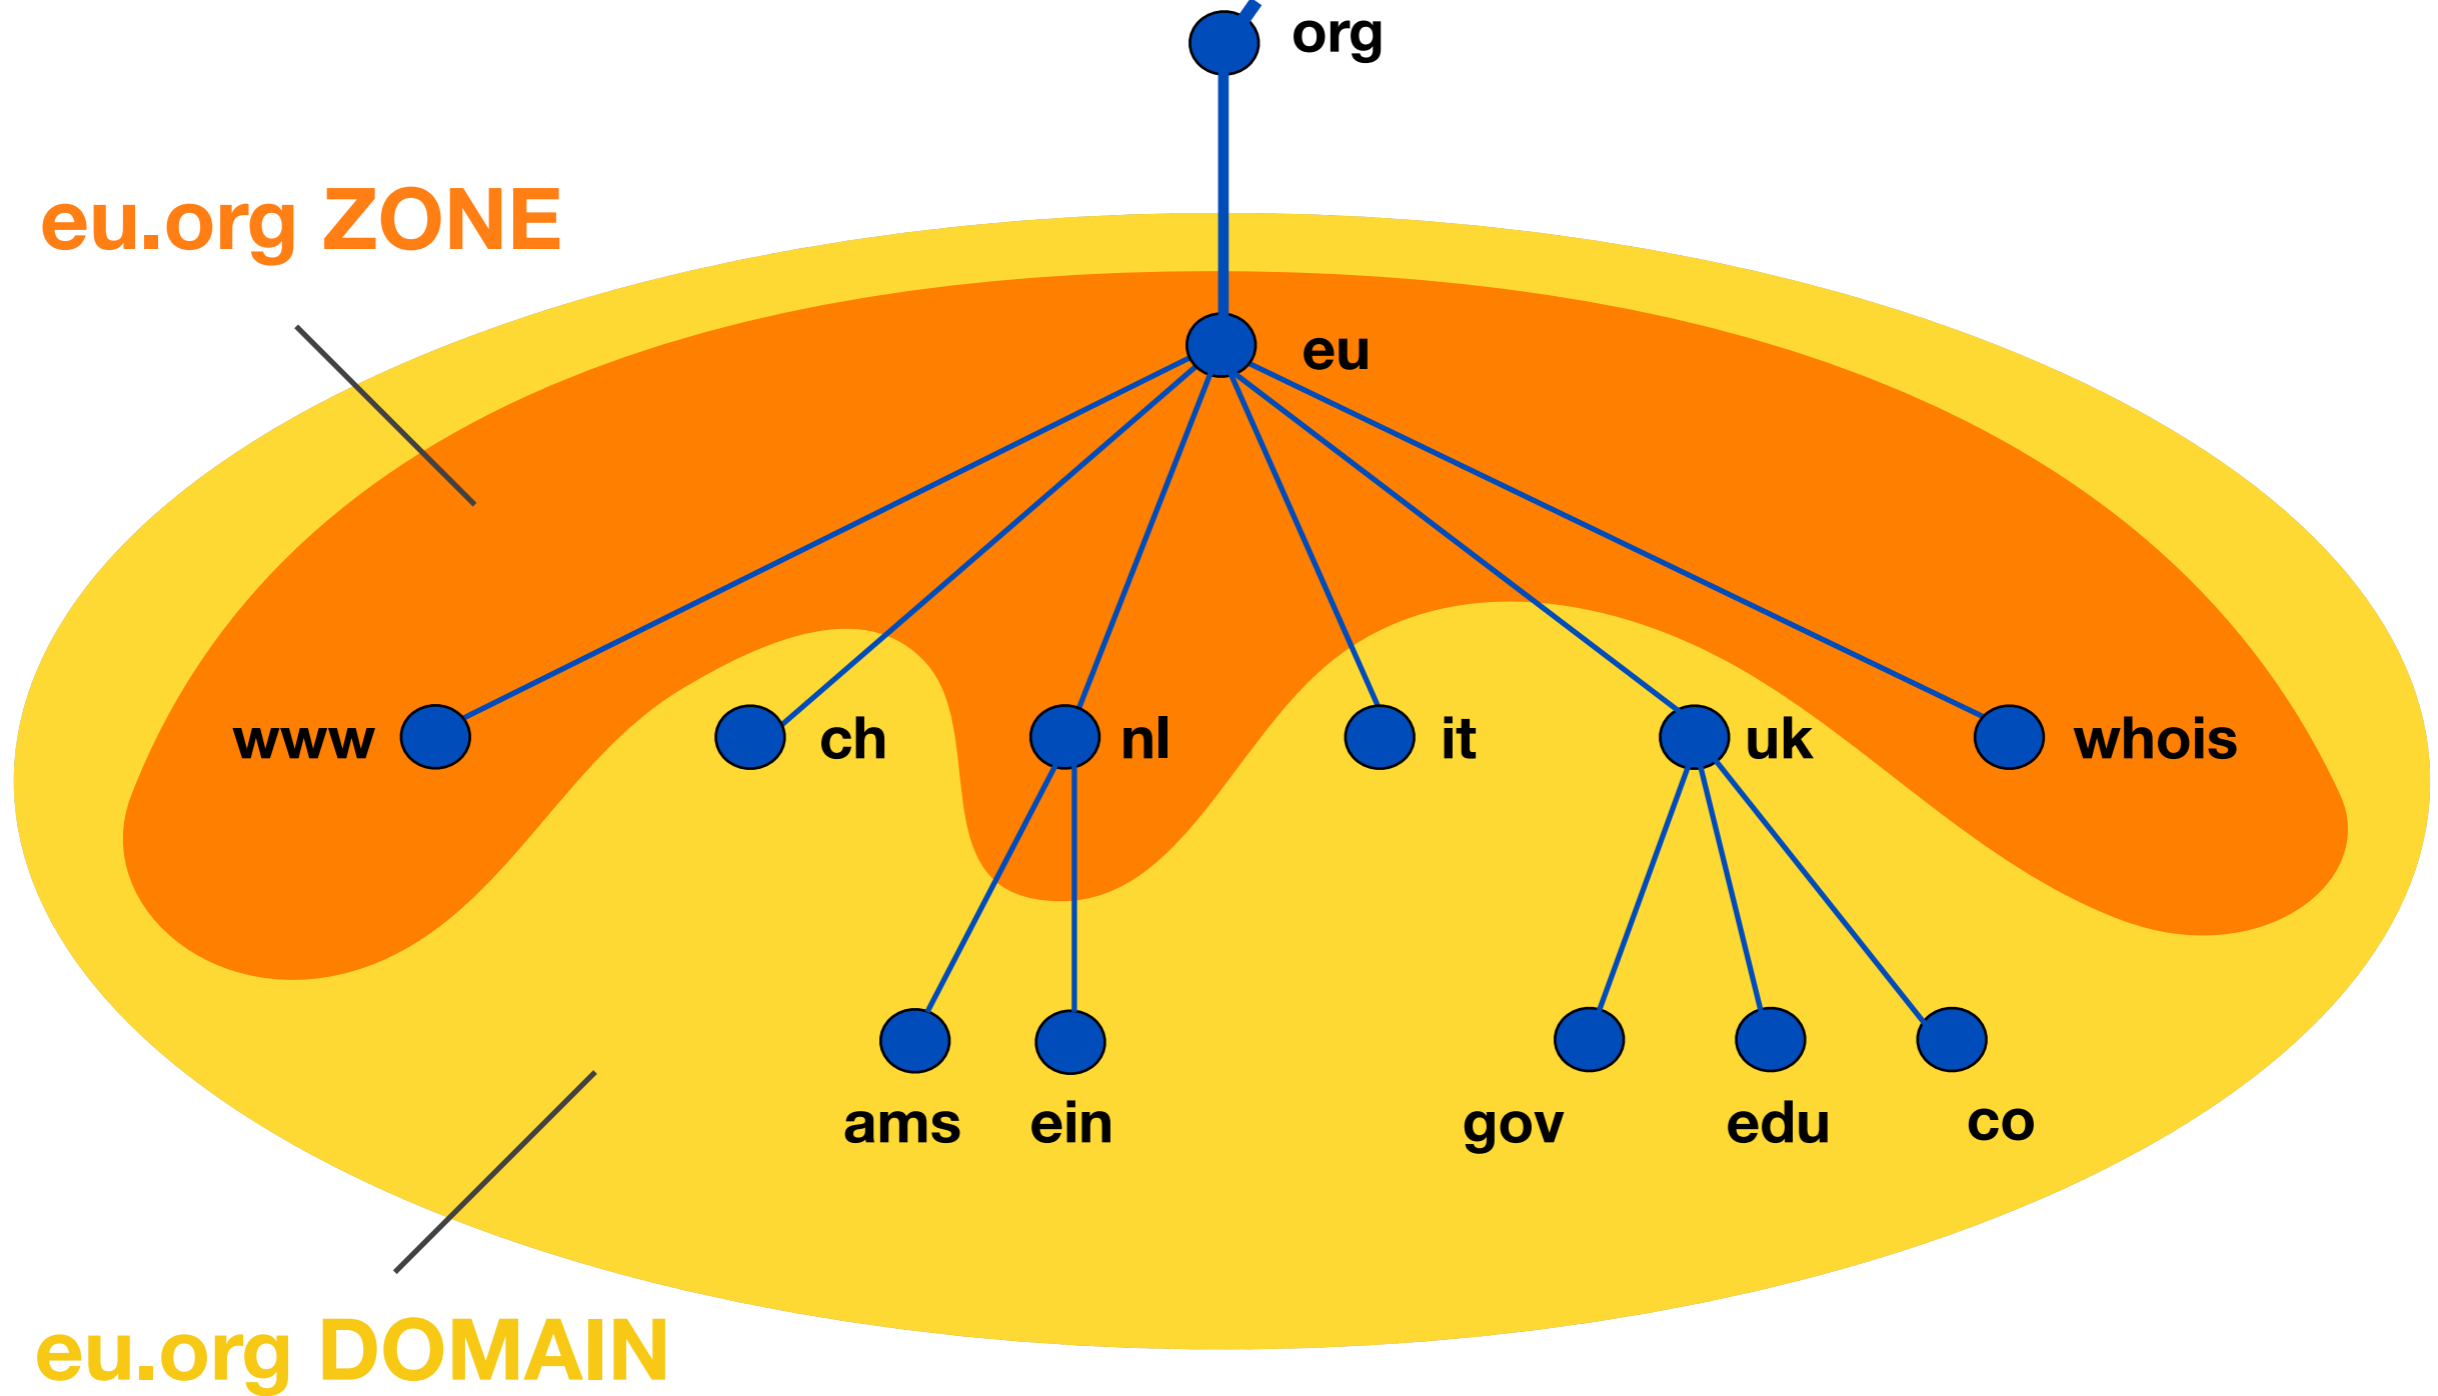 org
eu.org ZONE
eu
www
ch
nl
it
uk
whois
ams
ein
gov
edu
co
eu.org DOMAIN